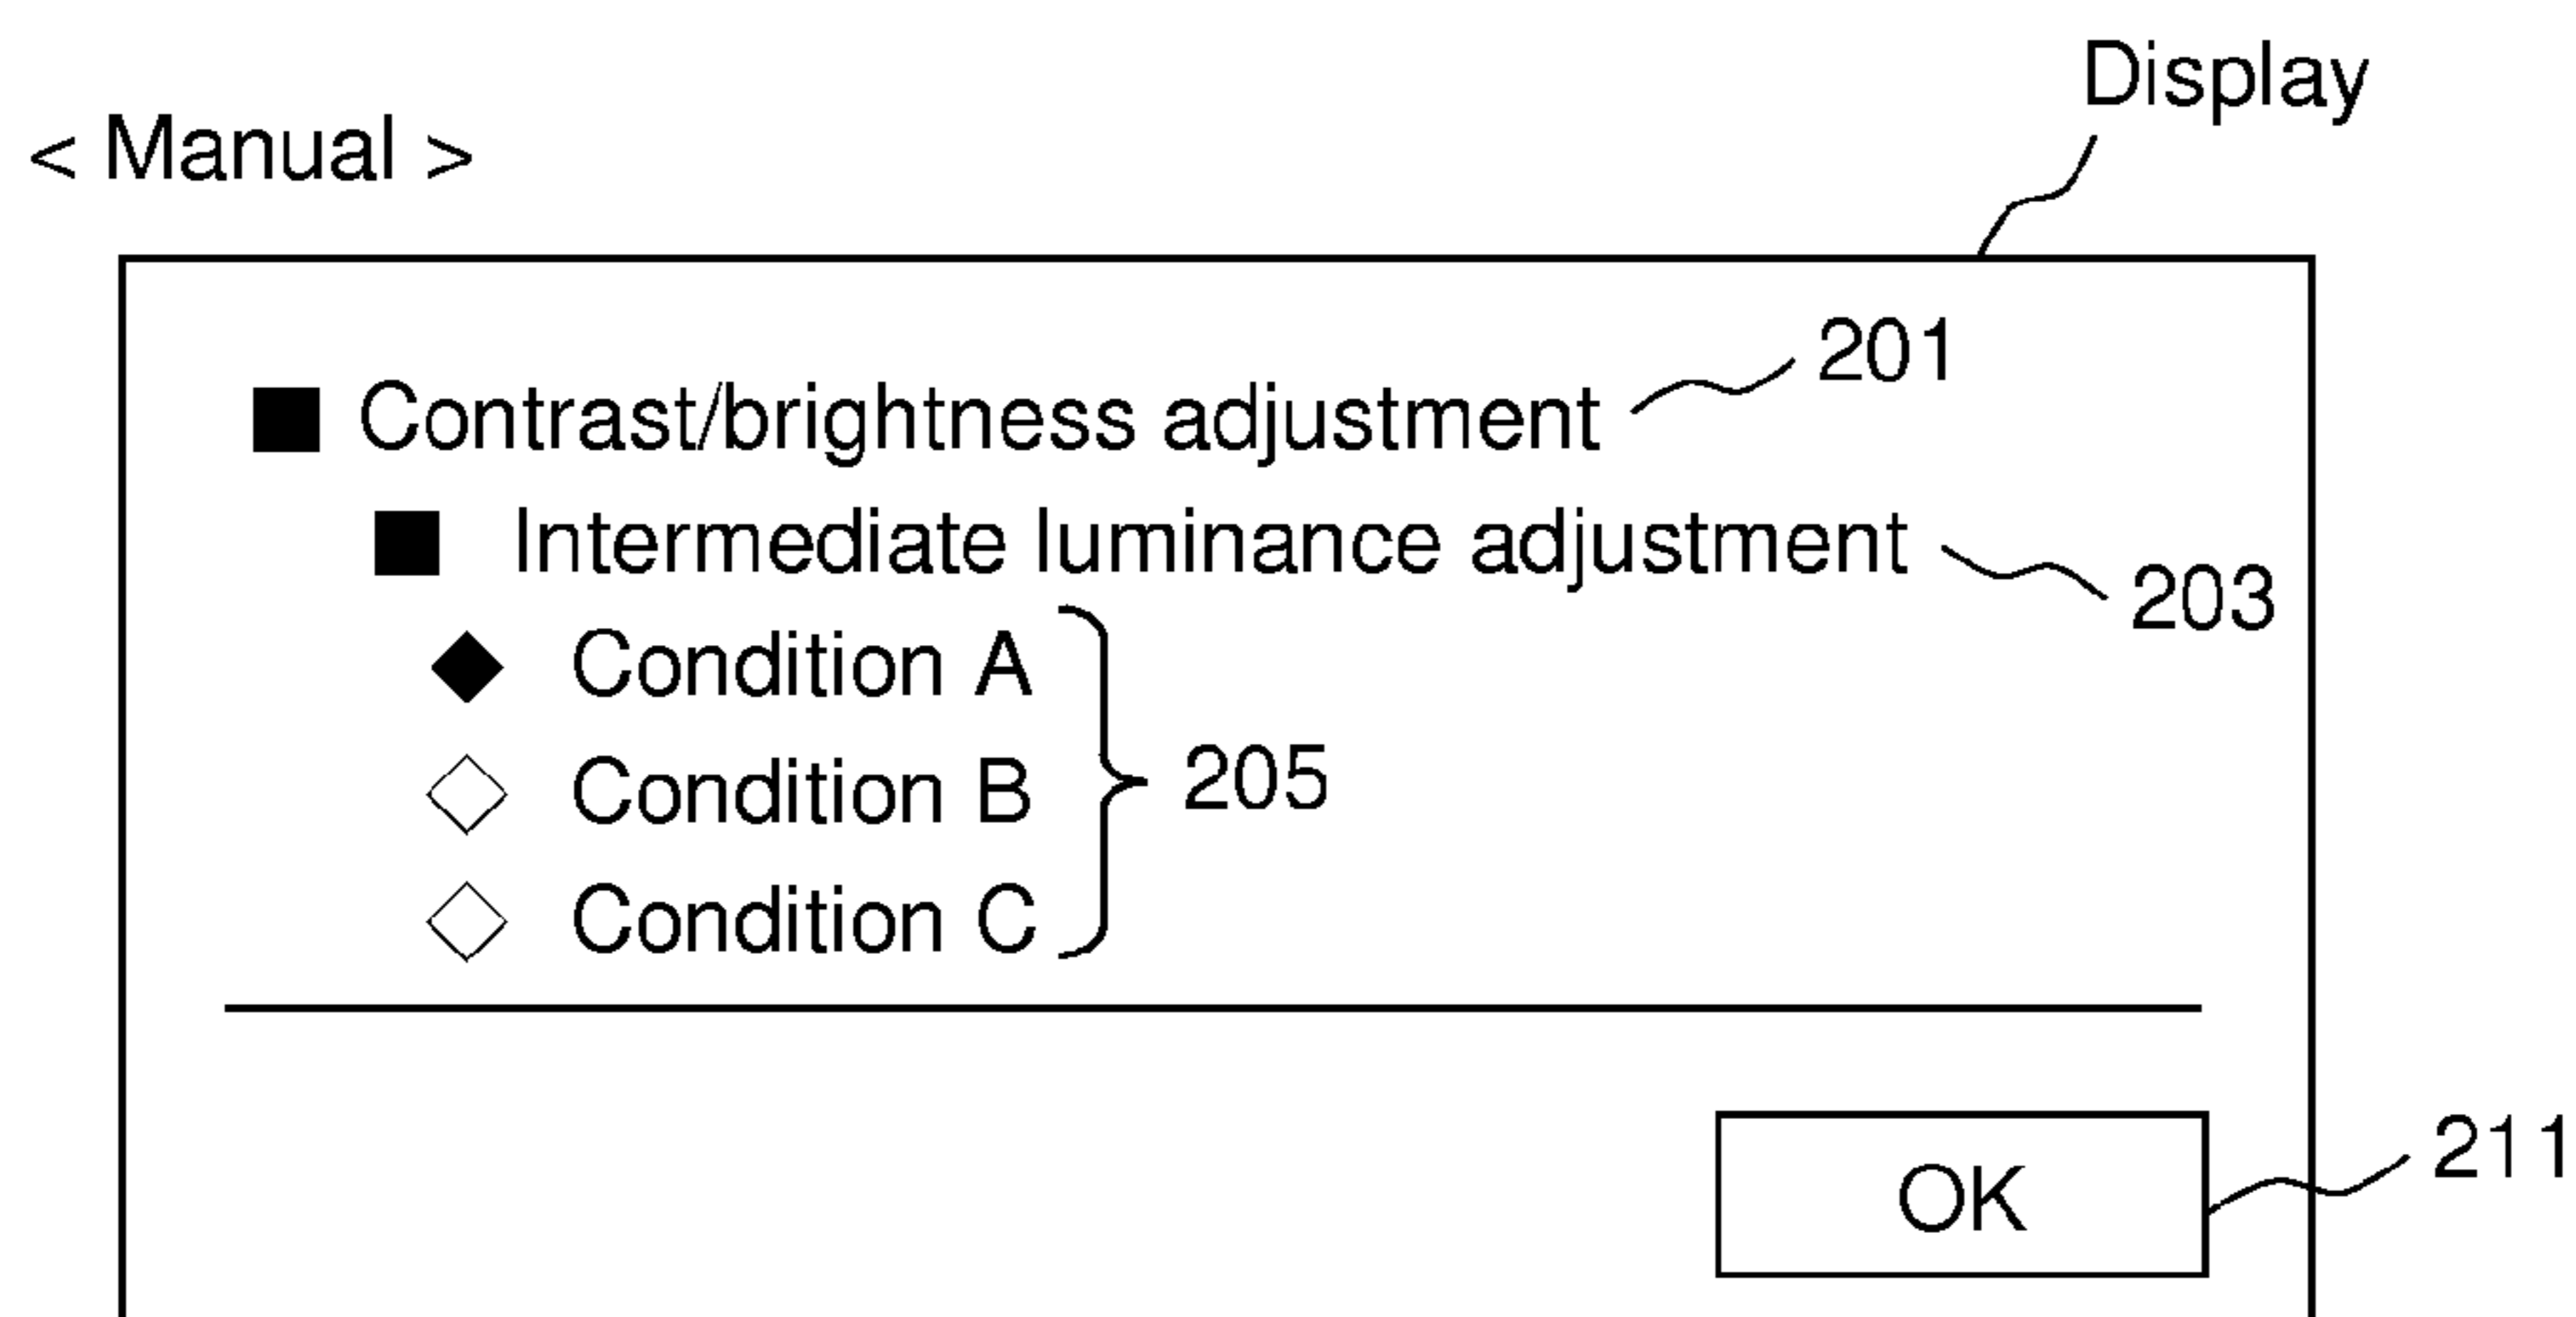 Display
< Manual >
Contrast/brightness adjustment 201
Intermediate luminance adjustment 203
Condition A
Condition B 205
Condition C
OK 211